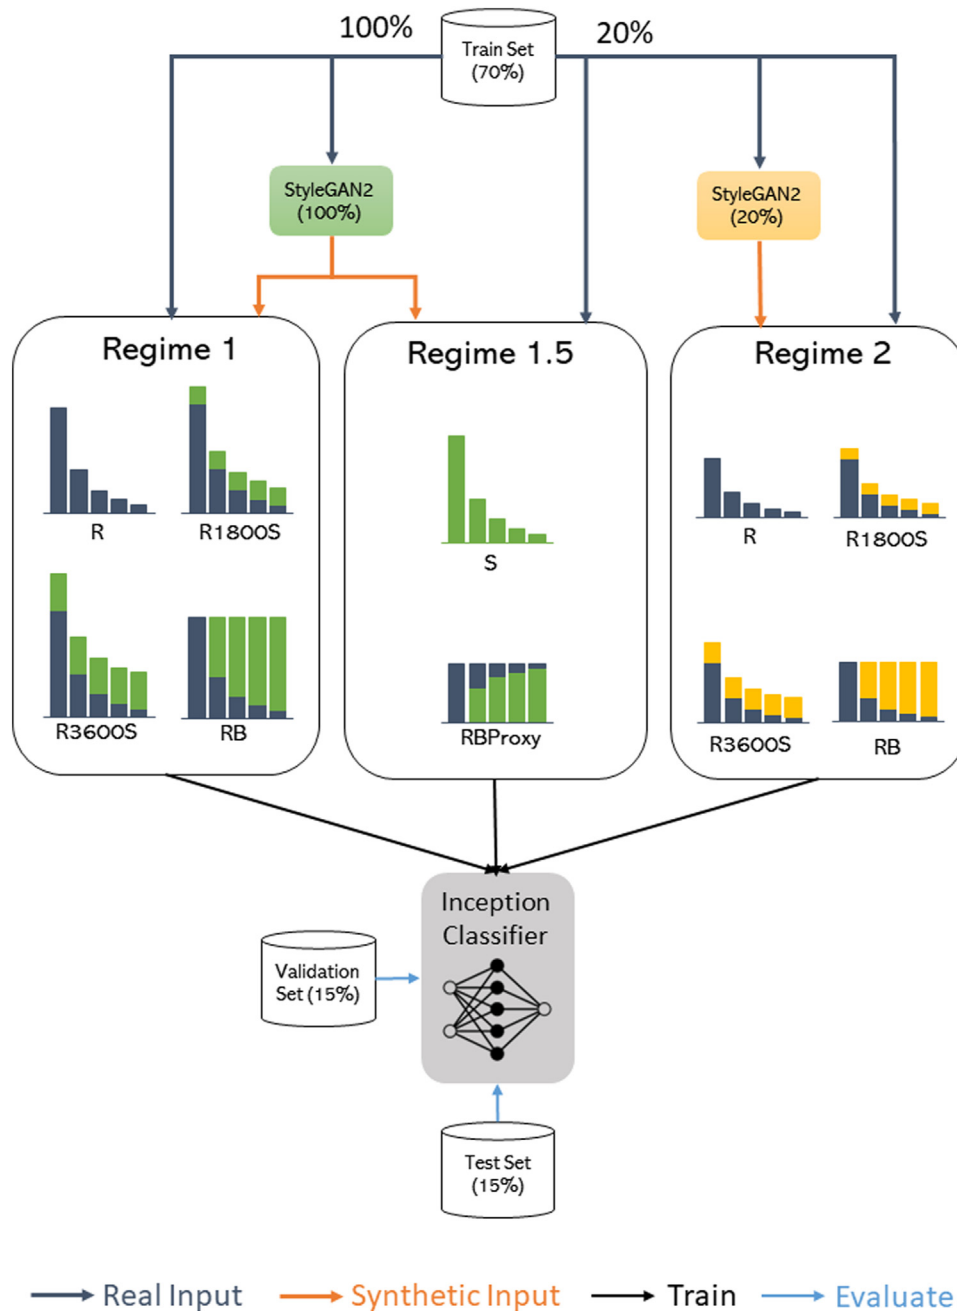 100%
Train Set
(70%)
20%
StyleGAN2
(100%)
StyleGAN2
(20%)
Regime 1
R
R1800S
R3600S
RB
Regime 1.5
S
RBProxy
Regime 2
R
R1800S
R3600S
RB
Inception
Classifier
Validation
Set (15%)
Test Set
(15%)
Real Input
Synthetic Input
Train
Evaluate